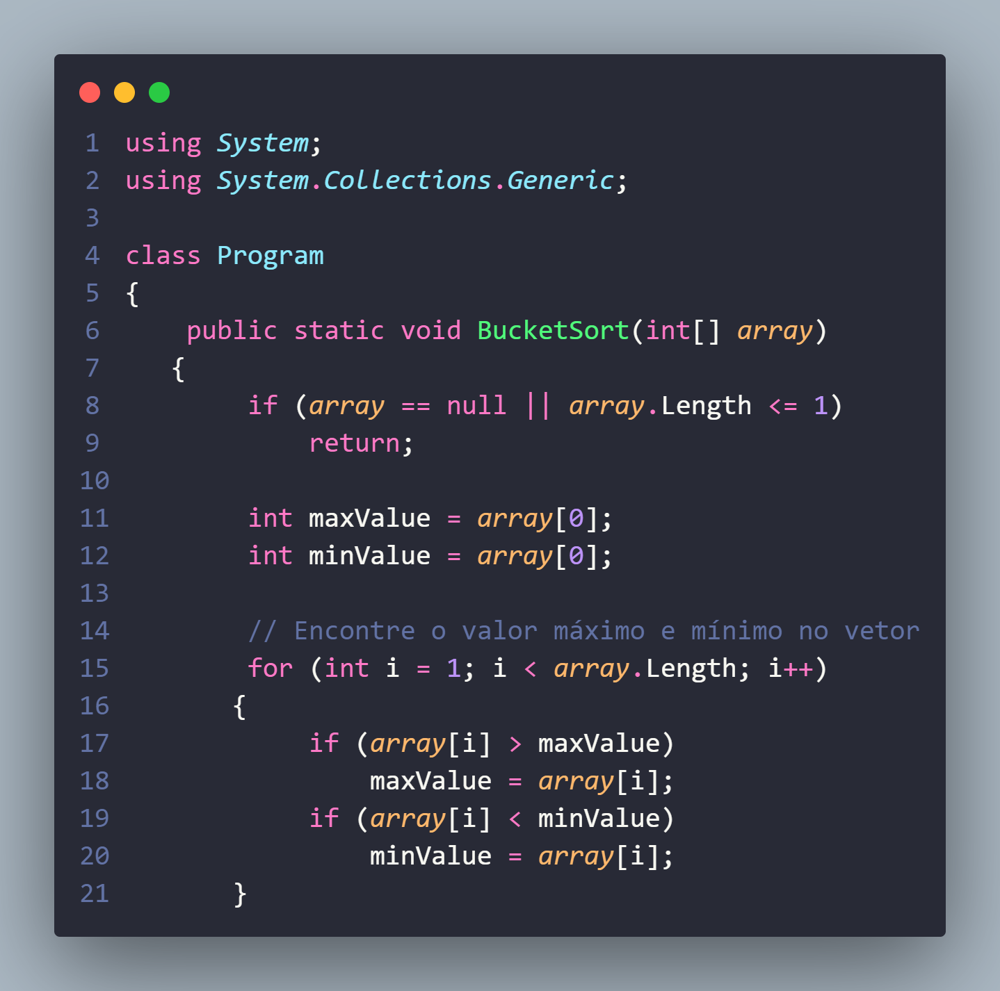 1 using System;
2 using System.Collections.Generic;
3
4 class Program
5 {
6     public static void BucketSort(int[] array)
7    {
8         if (array == null || array.Length <= 1)
9             return;
10
11         int maxValue = array[0];
12         int minValue = array[0];
13
14         // Encontre o valor máximo e mínimo no vetor
15         for (int i = 1; i < array.Length; i++)
16        {
17             if (array[i] > maxValue)
18                 maxValue = array[i];
19             if (array[i] < minValue)
20                 minValue = array[i];
21        }